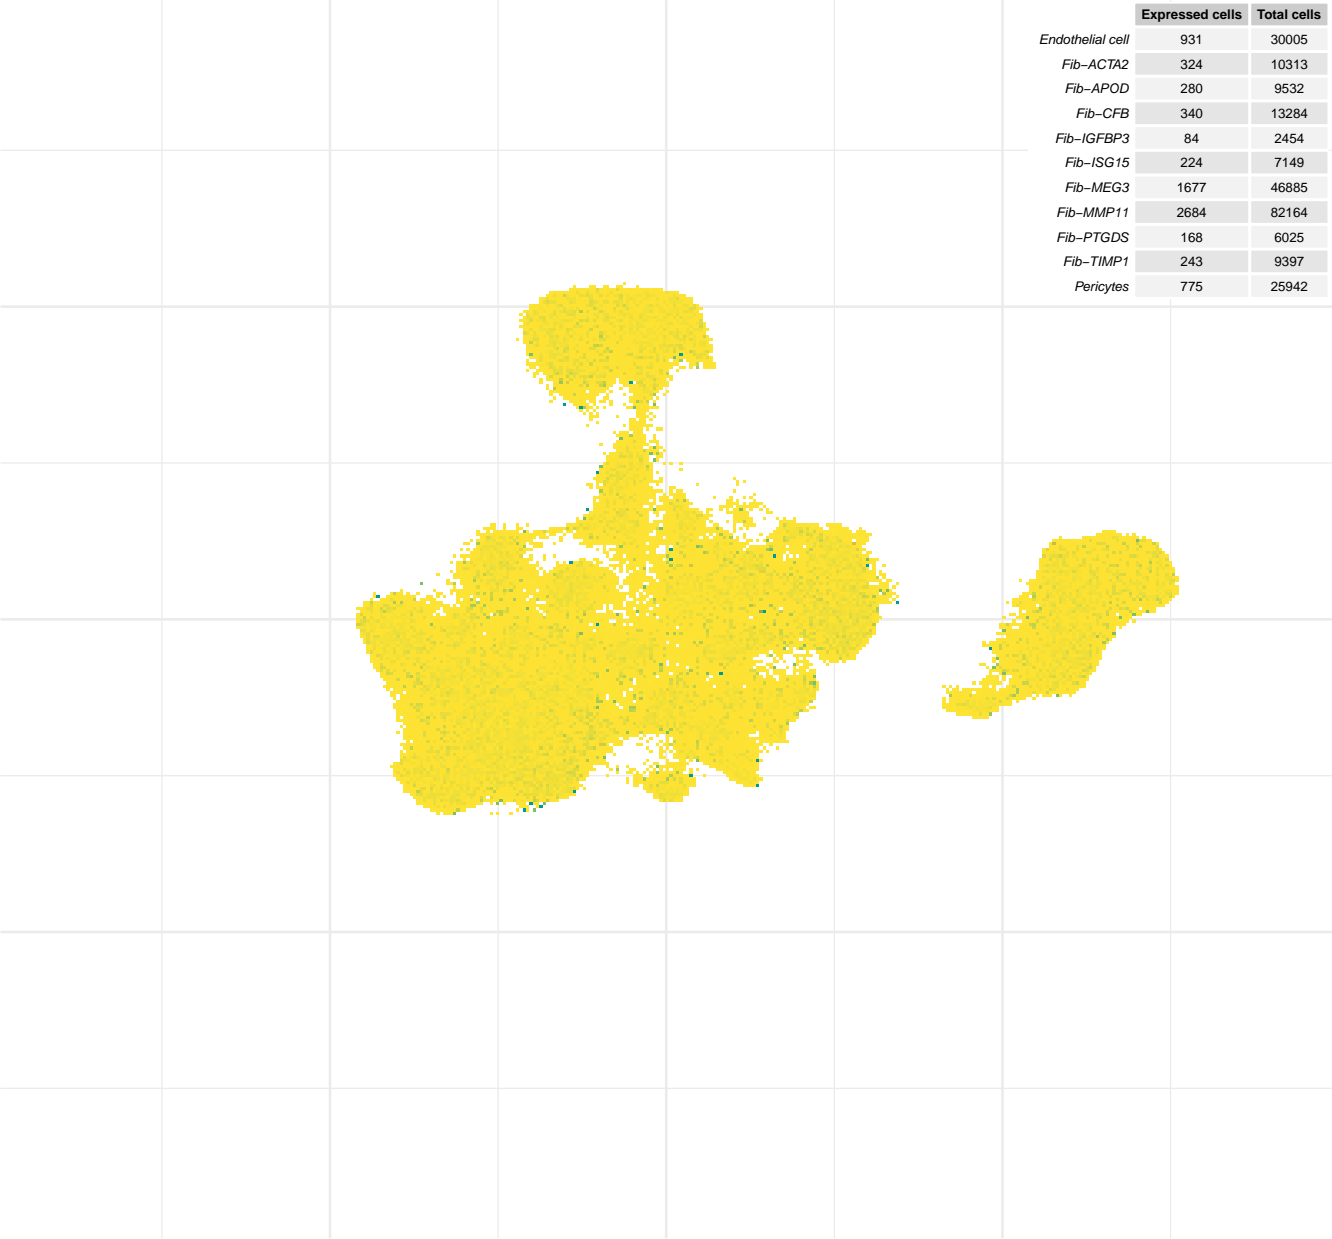 Expressed cells Total cells
Endothelial cell 931 30005
Fib−ACTA2 324 10313
Fib−APOD 280 9532
Fib−CFB 340 13284
Fib−IGFBP3 84 2454
Fib−ISG15 224 7149
Fib−MEG3 1677 46885
Fib−MMP11 2684 82164
Fib−PTGDS 168 6025
Fib−TIMP1 243 9397
Pericytes 775 25942